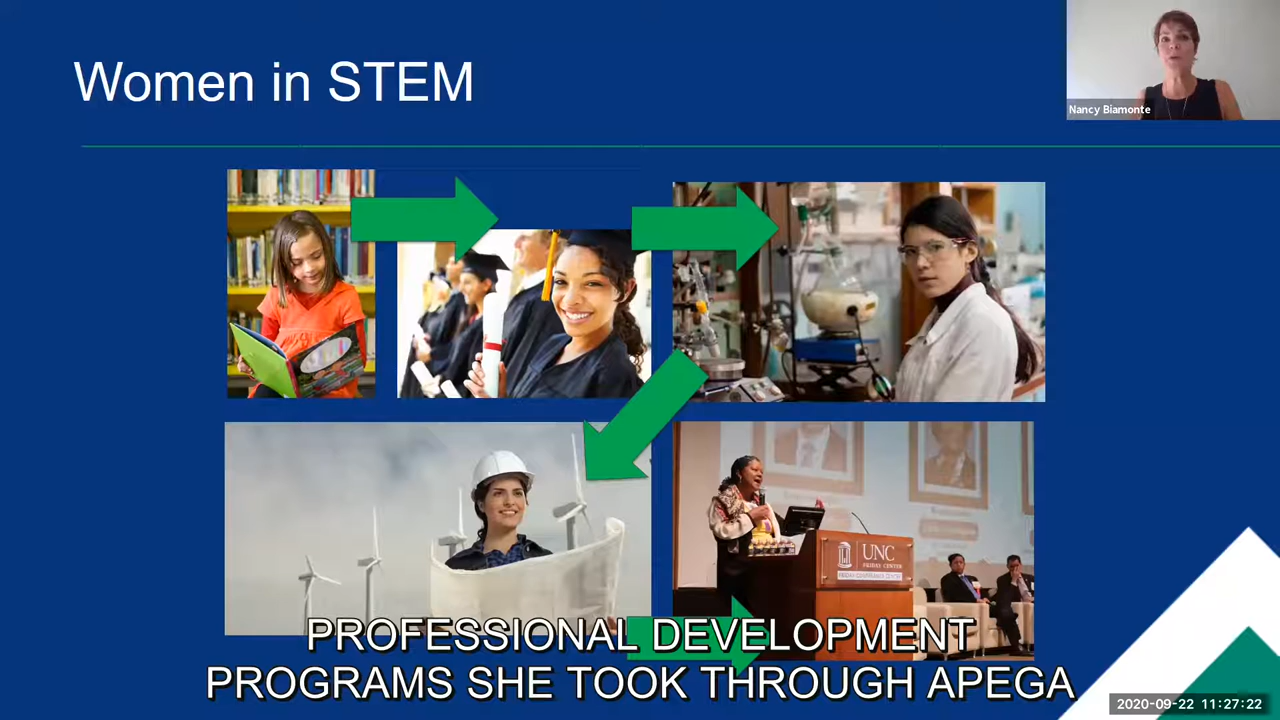 Women in STEM
Nancy Biamonte
UNC
FRIDAY CENTER
PROFESSIONAL DEVELOPMENT
PROGRAMS SHE TOOK THROUGH APEGA
2020-09-22 11:27:22